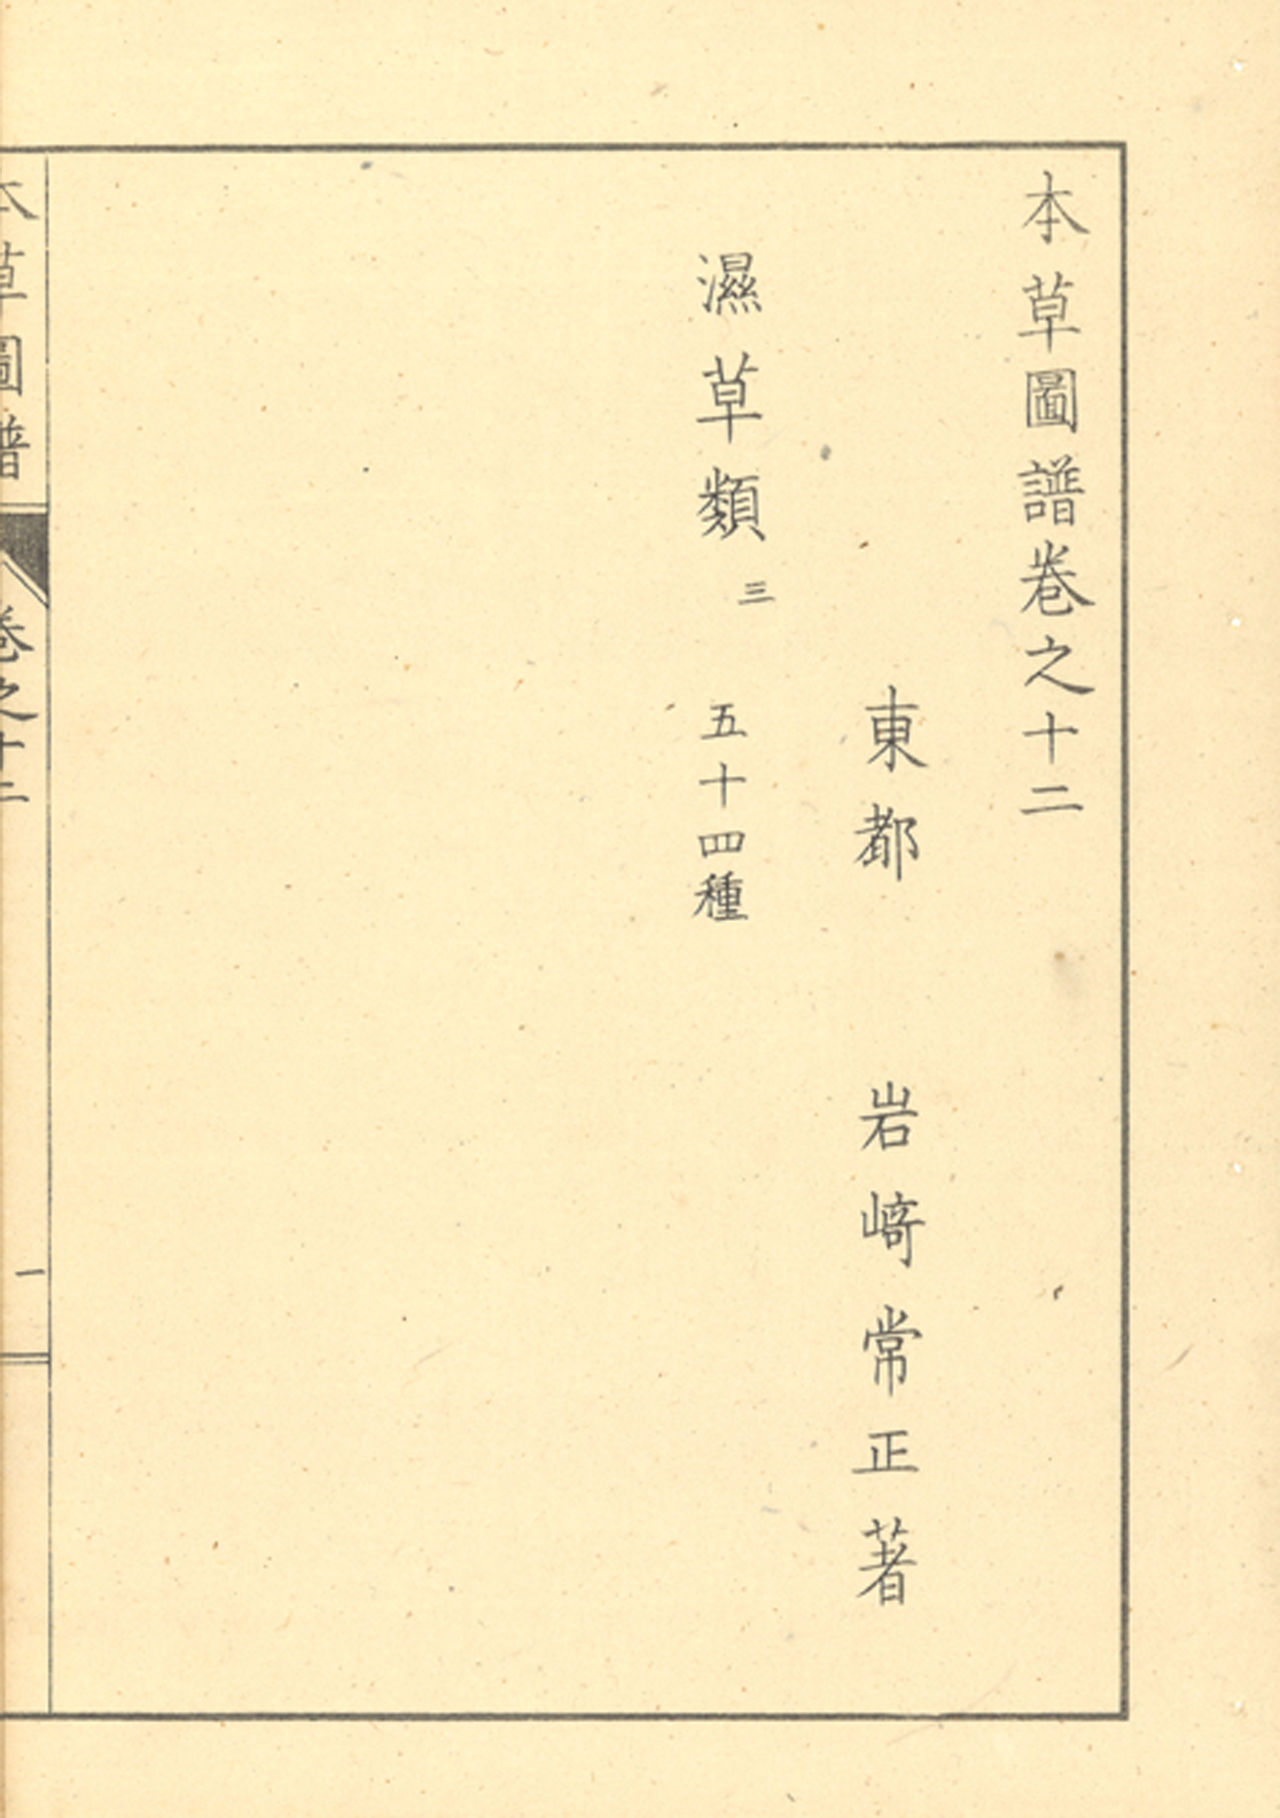 本草圖譜卷之十二
東都 岩﨑常正著
濕草類 三 五十四種
本草圖譜 卷之十二 一